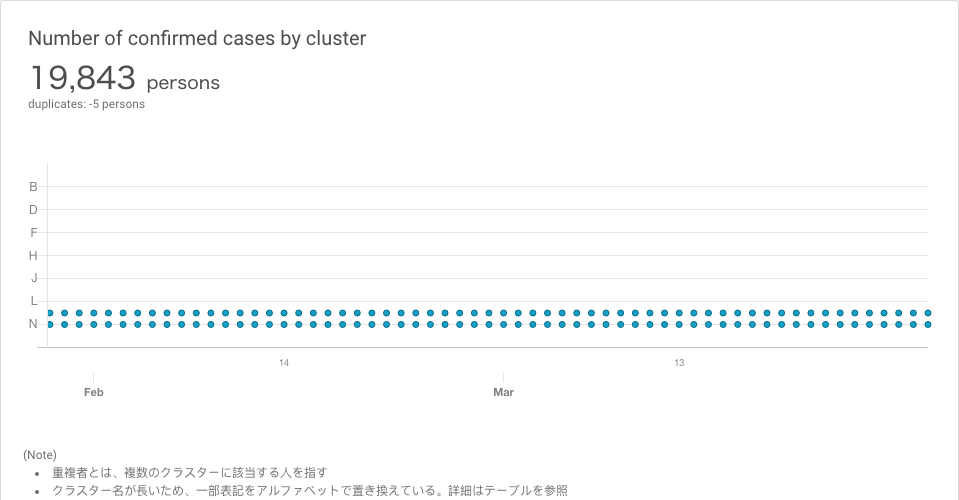 Number of confirmed cases by cluster
19,843 persons
duplicates: -5 persons
B
D
F
H
J
L
N
14 13
Feb Mar
(Note)
• 重複者とは、複数のクラスターに該当する人を指す
• クラスター名が長いため、一部表記をアルファベットで置き換えている。詳細はテーブルを参照